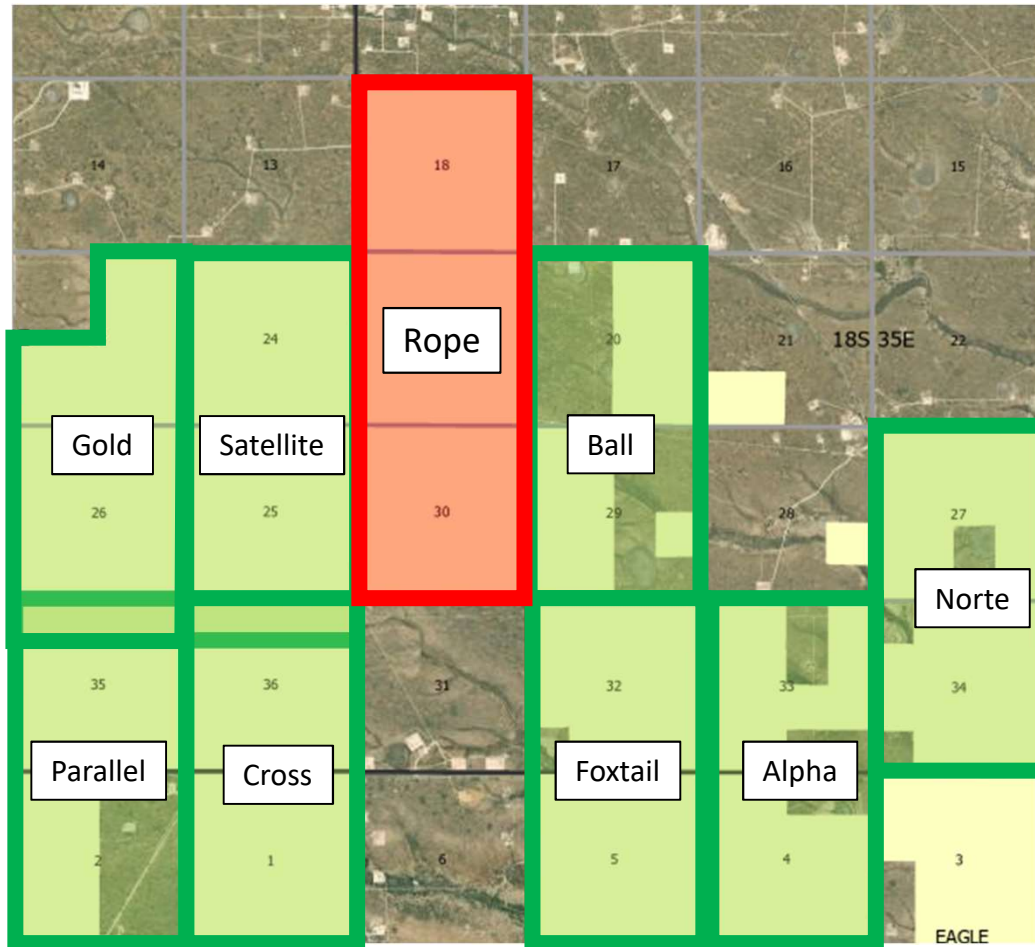 14 13 18 17 16 15
24 Rope 20 21 18S 35E 22
Gold Satellite Ball
26 25 30 29 28 27
Norte
35 36 31 32 33 34
Parallel Cross Foxtail Alpha
2 1 6 5 4 3
EAGLE